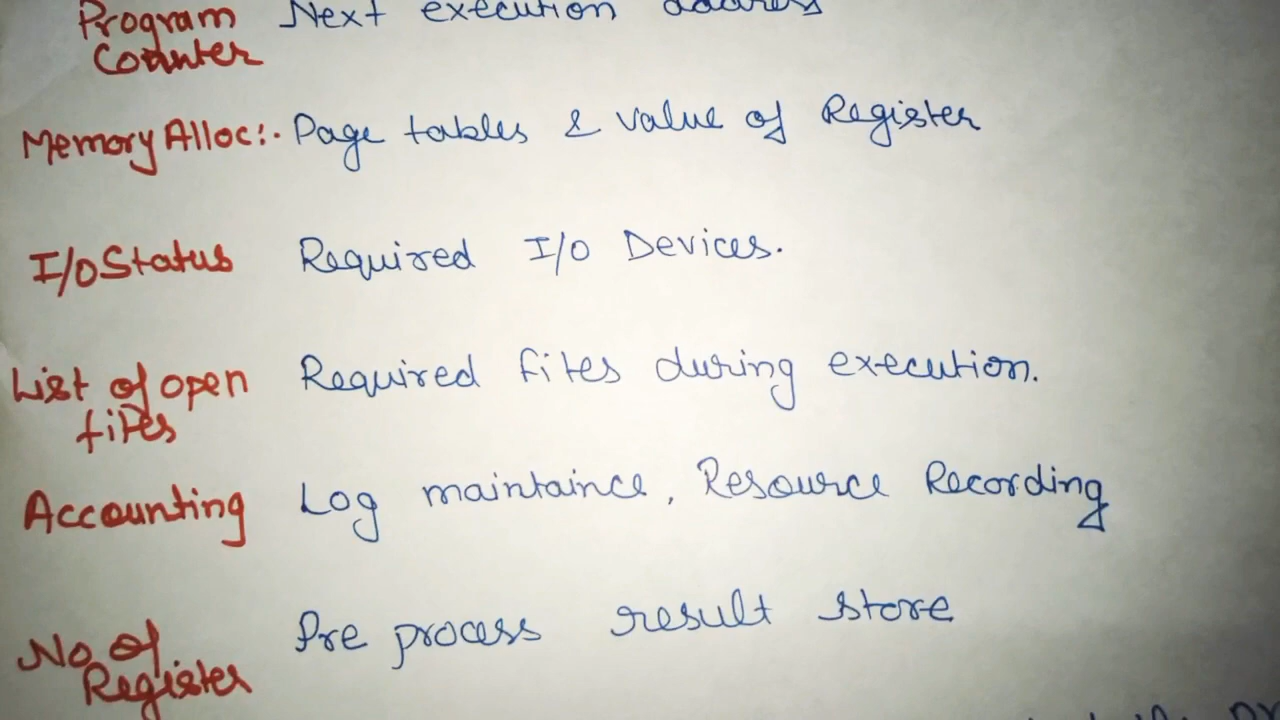 Program Next execution address
Counter
Memory Alloc:- Page tables & value of Register
I/O Status Required I/O Devices.
List of open Required files during execution.
files
Accounting Log maintaince, Resource Recording
No. of Pre process result store
Register